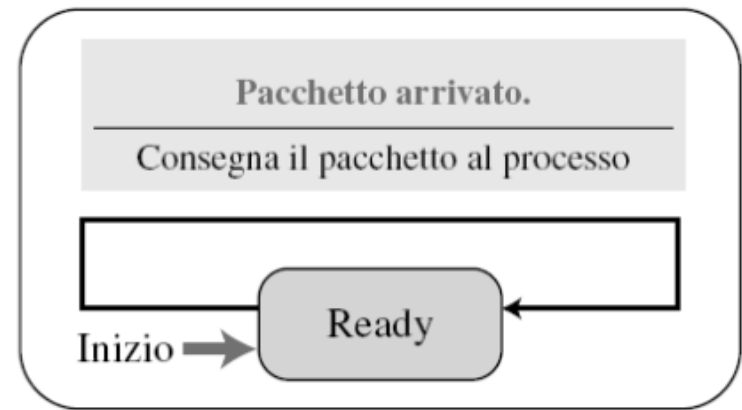 Pacchetto arrivato.
Consegna il pacchetto al processo
Ready
Inizio